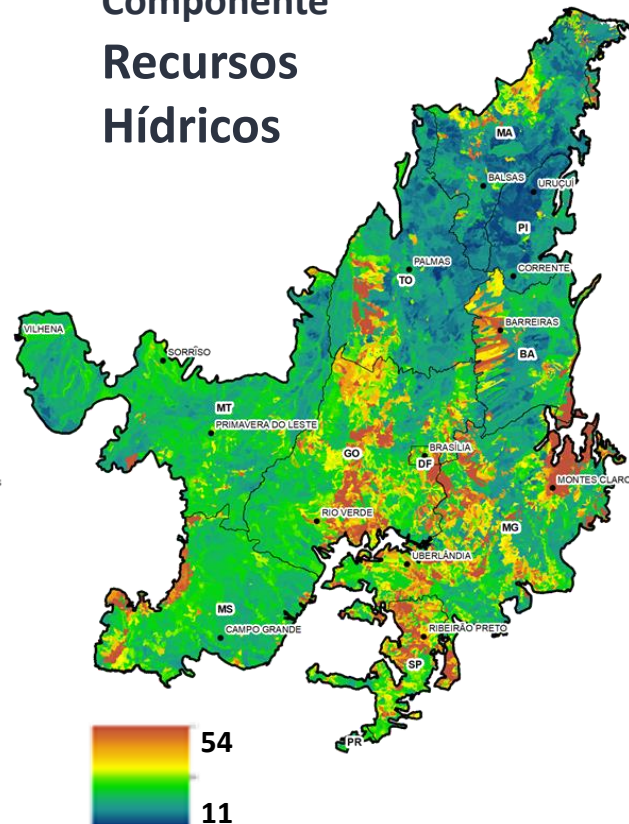 Componente
Recursos
Hídricos
MA
BALSAS
URUÇUÍ
PI
PALMAS
TO
CORRENTE
VILHENA
BARREIRAS
SORRISO
BA
MT
PRIMAVERA DO LESTE
GO
BRASÍLIA
DF
MONTES CLARO
RIO VERDE
MG
UBERLÂNDIA
MS
CAMPO GRANDE
RIBEIRÃO PRETO
SP
PR
54
11